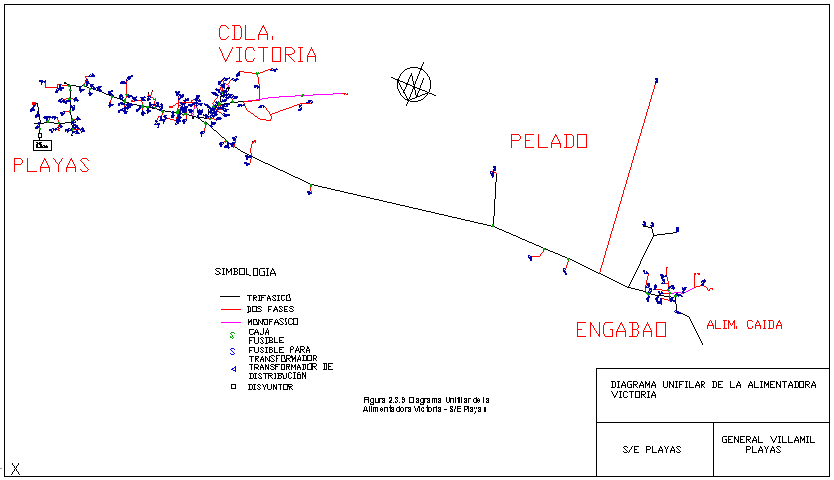 CDLA.
VICTORIA
N
PLAYAS
PELADO
SIMBOLOGIA
TRIFASICO
DOS FASES
MONOFASICO
CAJA
FUSIBLE
FUSIBLE PARA
TRANSFORMADOR
TRANSFORMADOR DE
DISTRIBUCIÓN
DISYUNTOR
ENGABAO
ALIM. CAIDA
Figura 2.3.9 Diagrama Unifilar de la
Alimentadora Victoria - S/E Playas
DIAGRAMA UNIFILAR DE LA ALIMENTADORA
VICTORIA
S/E PLAYAS
GENERAL VILLAMIL
PLAYAS
X